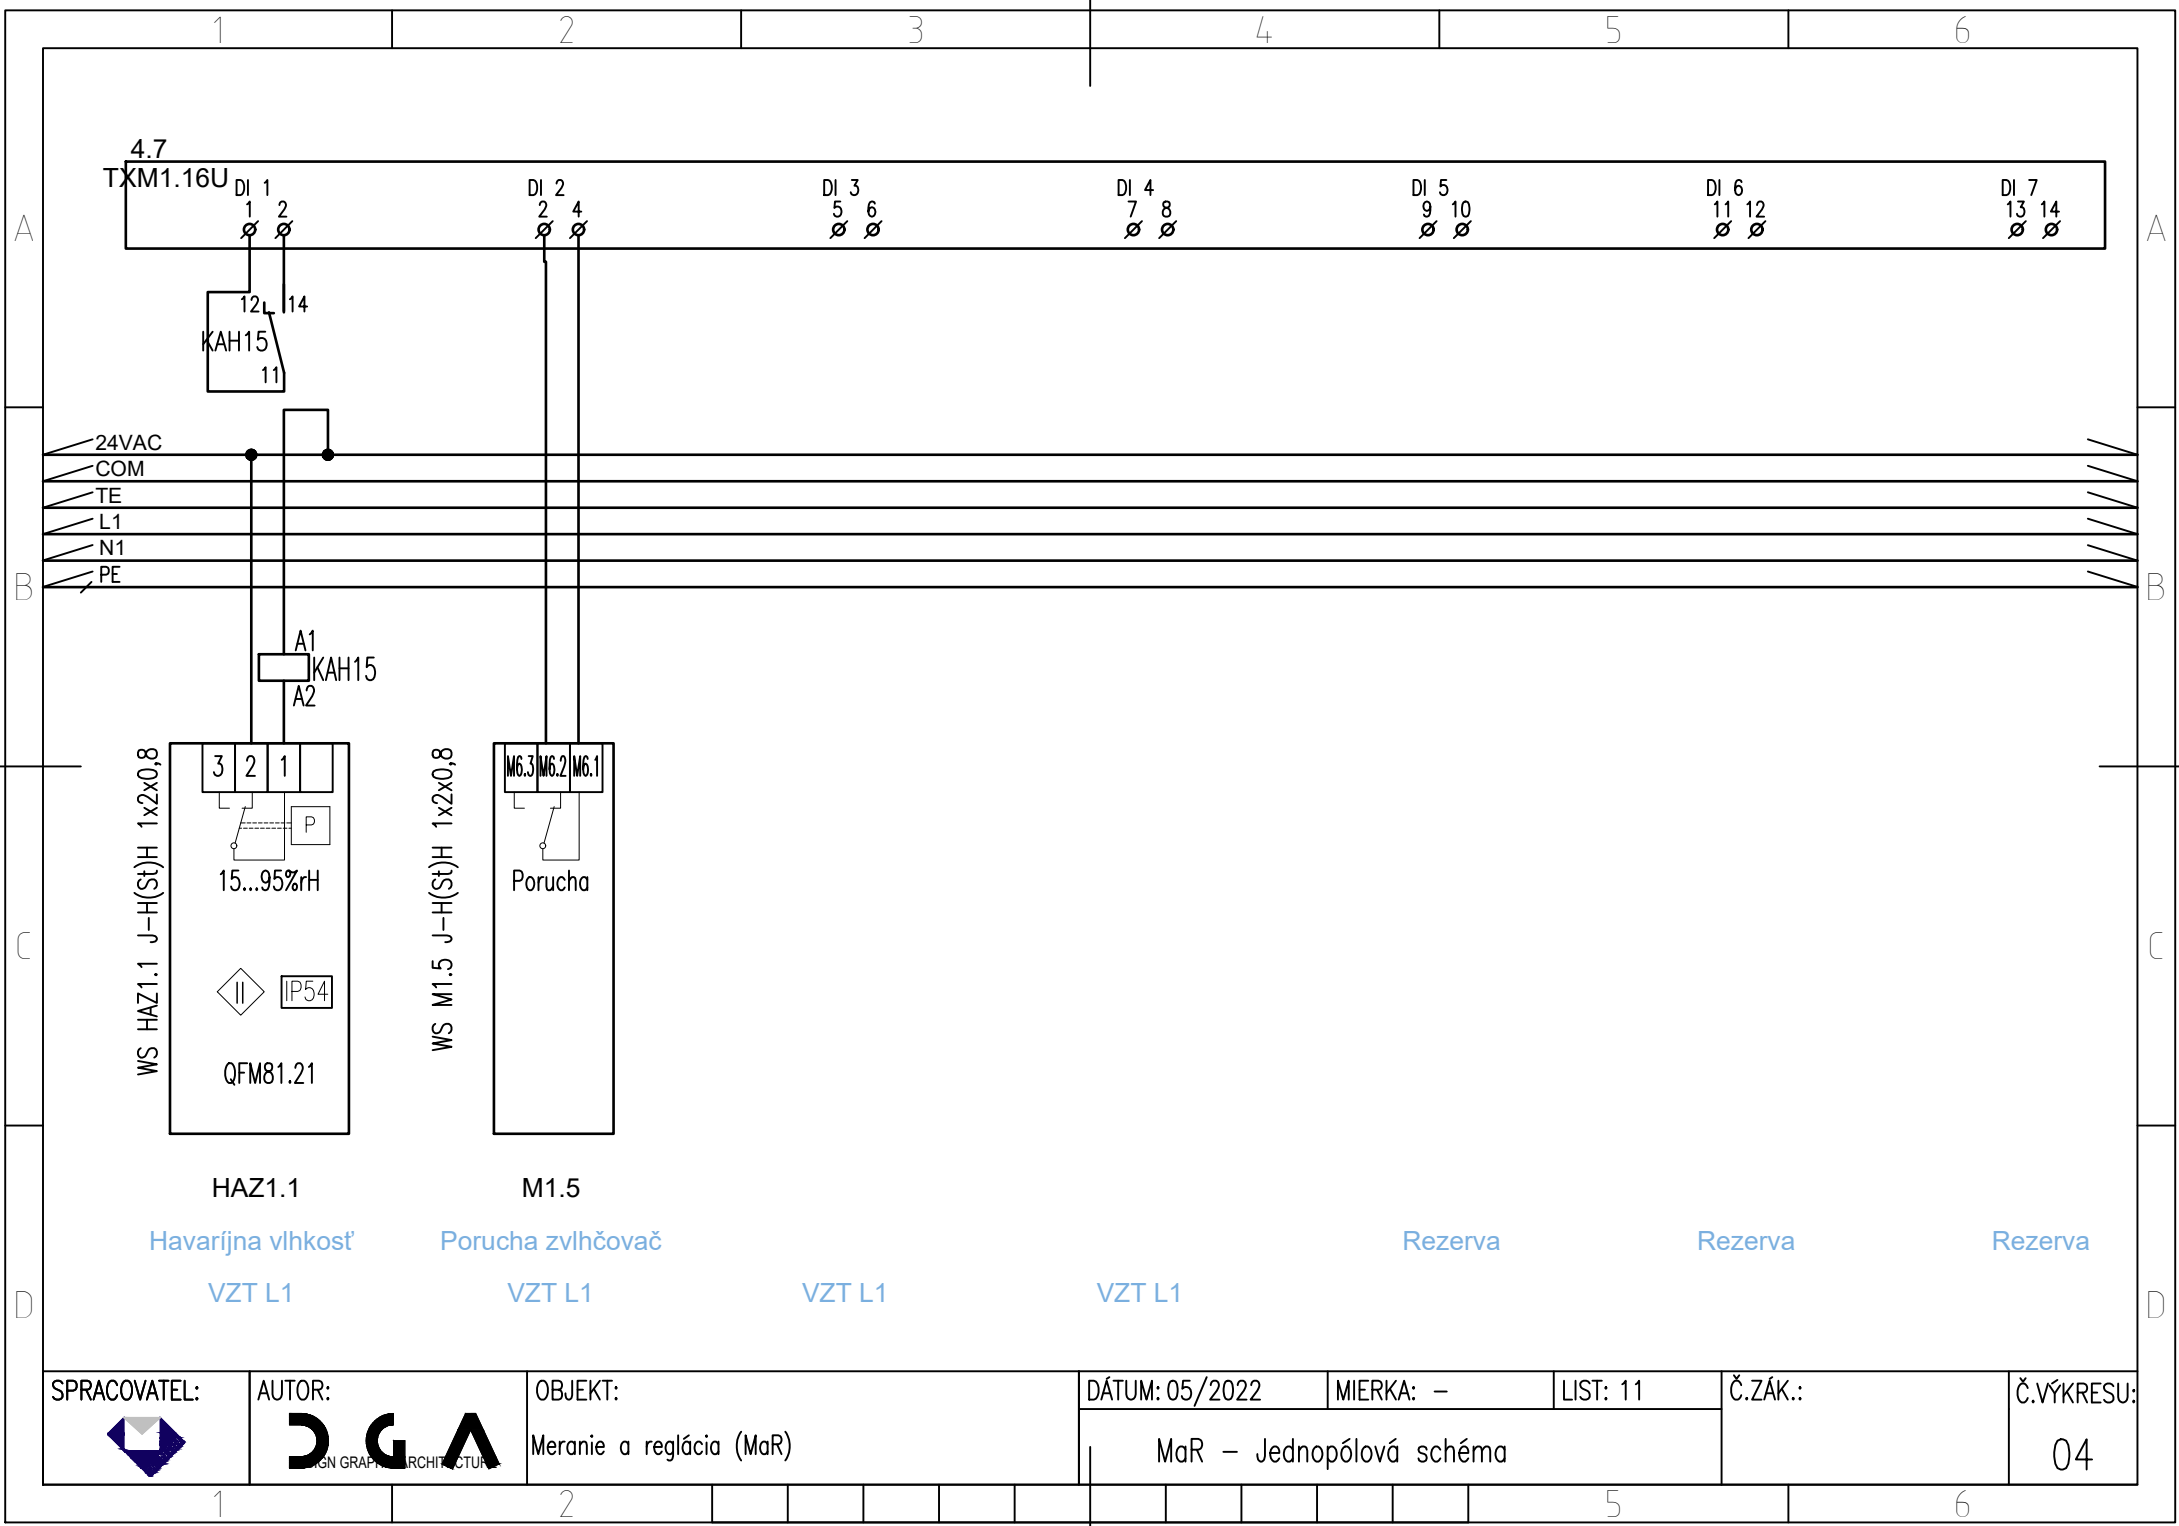 1 2 3 4 5 6
4.7
TXM1.16U
DI 1 DI 2 DI 3 DI 4 DI 5 DI 6 DI 7
1 2 2 4 5 6 7 8 9 10 11 12 13 14
A A
12 14
KAH15
11
24VAC
COM
TE
L1
N1
PE
B B
A1
KAH15
A2
WS HAZ1.1 J-H(St)H 1x2x0,8
3 2 1
P
15...95%rH
II IP54
QFM81.21
WS M1.5 J-H(St)H 1x2x0,8
M6.3 M6.2 M6.1
Porucha
C C
HAZ1.1 M1.5
Havaríjna vlhkosť Porucha zvlhčovač Rezerva Rezerva Rezerva
VZT L1 VZT L1 VZT L1 VZT L1
D D
SPRACOVATEL: AUTOR: OBJEKT: DÁTUM: 05/2022 MIERKA: – LIST: 11 Č.ZÁK.: Č.VÝKRESU:
DGA
Meranie a reglácia (MaR)
MaR – Jednopólová schéma
04
1 2 5 6